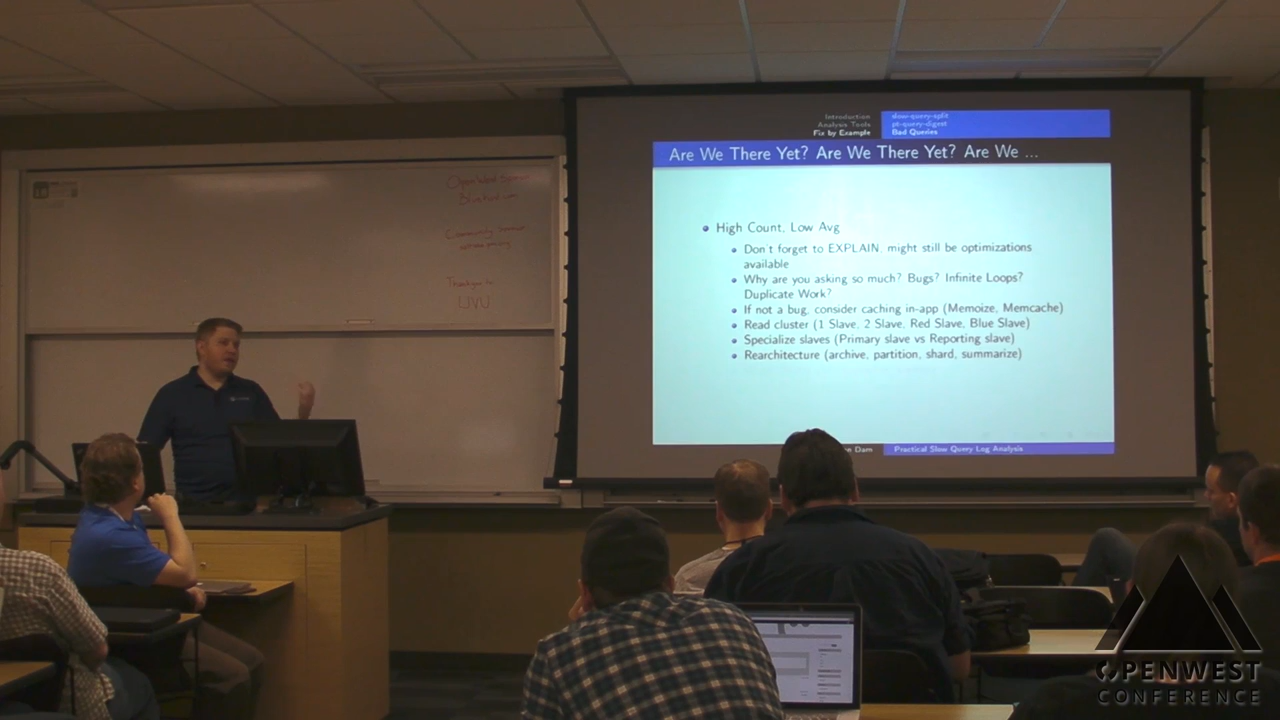 Introduction
Analysis Tools
Fix by Example
slow-query-split
pt-query-digest
Bad Queries
Are We There Yet? Are We There Yet? Are We ...
High Count, Low Avg
Don't forget to EXPLAIN, might still be optimizations
available
Why are you asking so much? Bugs? Infinite Loops?
Duplicate Work?
If not a bug, consider caching in-app (Memoize, Memcache)
Read cluster (1 Slave, 2 Slave, Red Slave, Blue Slave)
Specialize slaves (Primary slave vs Reporting slave)
Rearchitecture (archive, partition, shard, summarize)
Dam
Practical Slow Query Log Analysis
UVU
OPENWEST
CONFERENCE